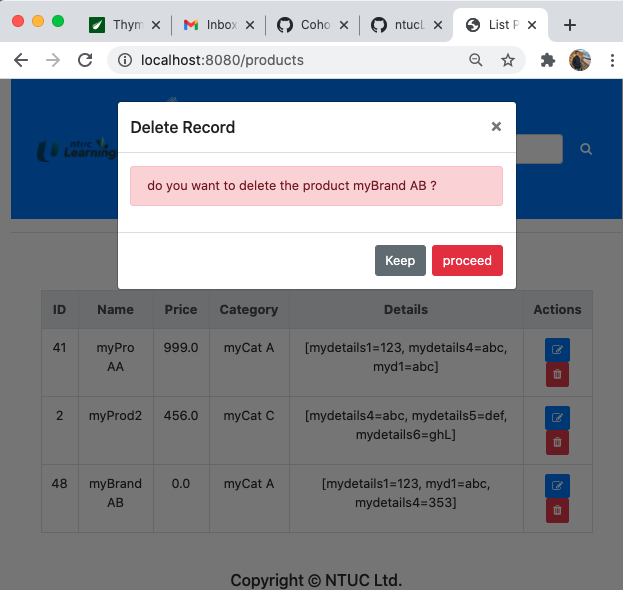 Thym
Inbox
Coho
ntucL
List P
localhost:8080/products
Delete Record
ntuc
Learning
do you want to delete the product myBrand AB ?
Keep
proceed
ID Name Price Category Details Actions
41 myPro 999.0 myCat A [mydetails1=123, mydetails4=abc,
AA myd1=abc]
2 myProd2 456.0 myCat C [mydetails4=abc, mydetails5=def,
mydetails6=ghL]
48 myBrand 0.0 myCat A [mydetails1=123, myd1=abc,
AB mydetails4=353]
Copyright © NTUC Ltd.